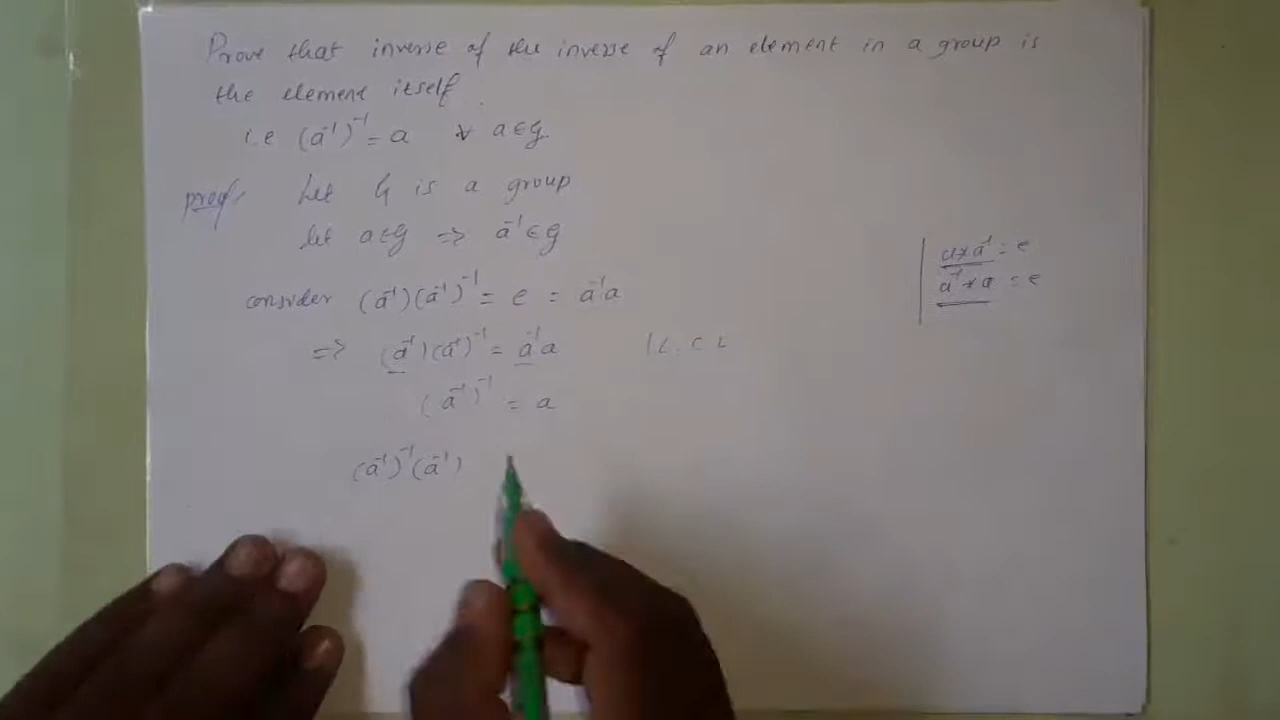 Prove that inverse of the inverse of an element in a group is
the element itself.
i.e (a⁻¹)⁻¹ = a ∀ a∈G.
proof: Let G is a group
let a∈G => a⁻¹∈G
consider (a⁻¹)(a⁻¹)⁻¹ = e = a⁻¹a
=> (a⁻¹)(a⁻¹)⁻¹ = a⁻¹a L.C.L
(a⁻¹)⁻¹ = a
(a⁻¹)⁻¹(a⁻¹)
a*a⁻¹ = e
a⁻¹*a = e